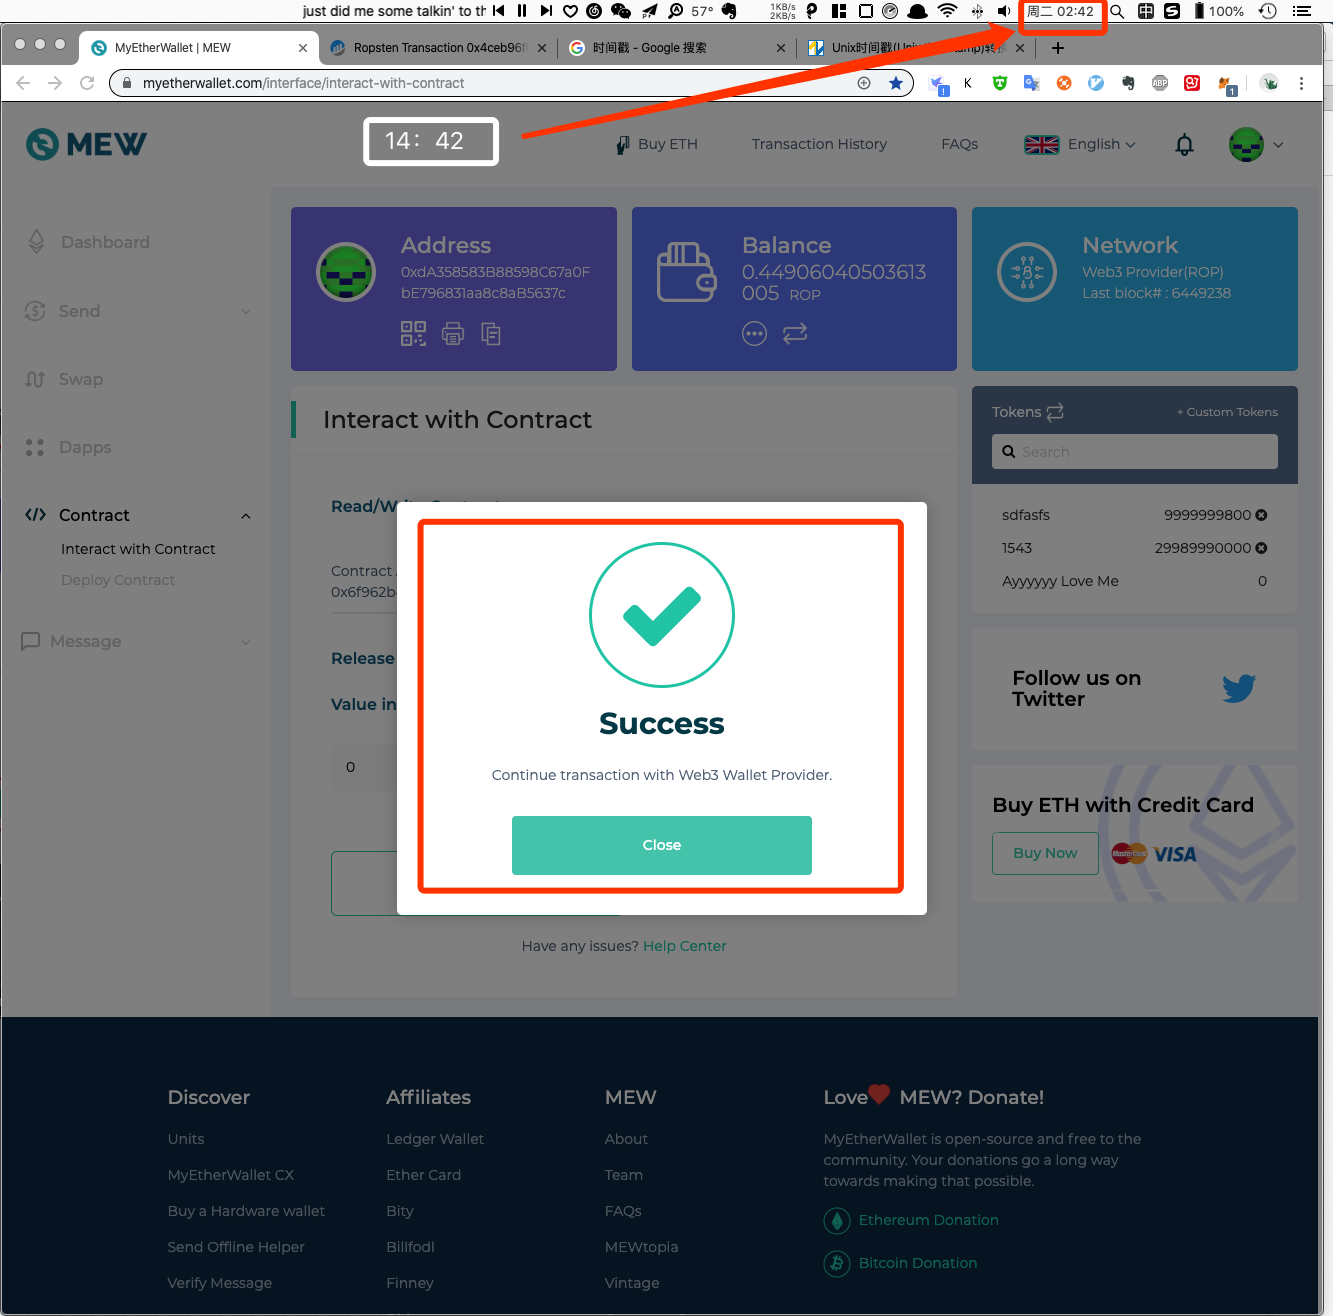 just did me some talkin' to th
57°
1KB/s
2KB/s
周二 02:42
100%
MyEtherWallet | MEW
Ropsten Transaction 0x4ceb96f
时间戳 - Google 搜索
Unix时间戳(Uni
myetherwallet.com/interface/interact-with-contract
MEW
14: 42
Buy ETH
Transaction History
FAQs
English
Dashboard
Send
Swap
Dapps
Contract
Interact with Contract
Deploy Contract
Message
Address
0xdA358583B88598C67a0F
bE796831aa8c8aB5637c
Balance
0.44906040503613
005 ROP
Network
Web3 Provider(ROP)
Last block# : 6449238
Interact with Contract
Read/W
Contract
0x6f962b
Release
Value in
0
Success
Continue transaction with Web3 Wallet Provider.
Close
Have any issues? Help Center
Tokens
+ Custom Tokens
Search
sdfasfs 9999999800
1543 29989990000
Ayyyyyy Love Me 0
Follow us on
Twitter
Buy ETH with Credit Card
Buy Now
MasterCard
VISA
Discover
Units
MyEtherWallet CX
Buy a Hardware wallet
Send Offline Helper
Verify Message
Affiliates
Ledger Wallet
Ether Card
Bity
Billfodl
Finney
MEW
About
Team
FAQs
MEWtopia
Vintage
Love MEW? Donate!
MyEtherWallet is open-source and free to the
community. Your donations go a long way
towards making that possible.
Ethereum Donation
Bitcoin Donation